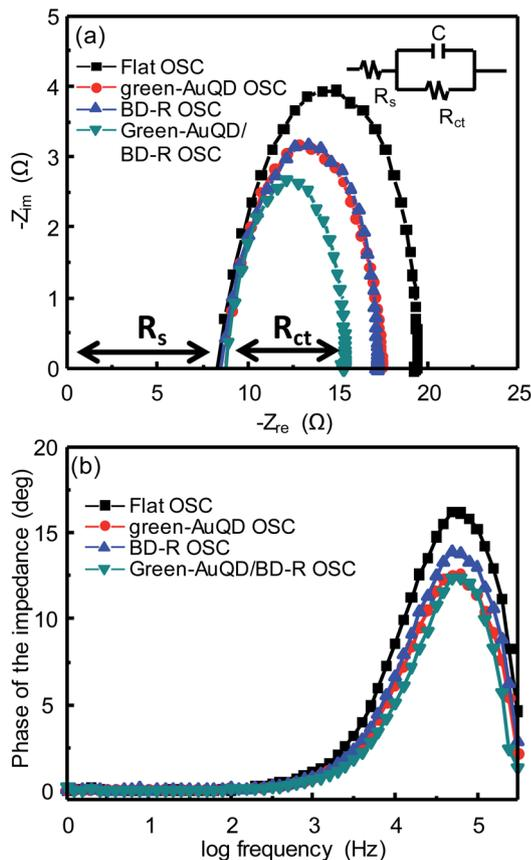 (a)
5
4
3
2
1
0
-Zim (Ω)
Flat OSC
green-AuQD OSC
BD-R OSC
Green-AuQD/
BD-R OSC
C
Rs
Rct
Rs
Rct
0 5 10 15 20 25
-Zre (Ω)
(b)
20
15
10
5
0
Phase of the impedance (deg)
Flat OSC
green-AuQD OSC
BD-R OSC
Green-AuQD/BD-R OSC
0 1 2 3 4 5
log frequency (Hz)